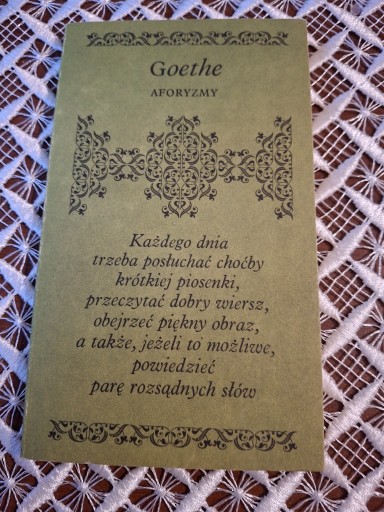 Goethe
AFORYZMY
Każdego dnia
trzeba posłuchać choćby
krótkiej piosenki,
przeczytać dobry wiersz,
obejrzeć piękny obraz,
a także, jeżeli to możliwe,
powiedzieć
parę rozsądnych słów